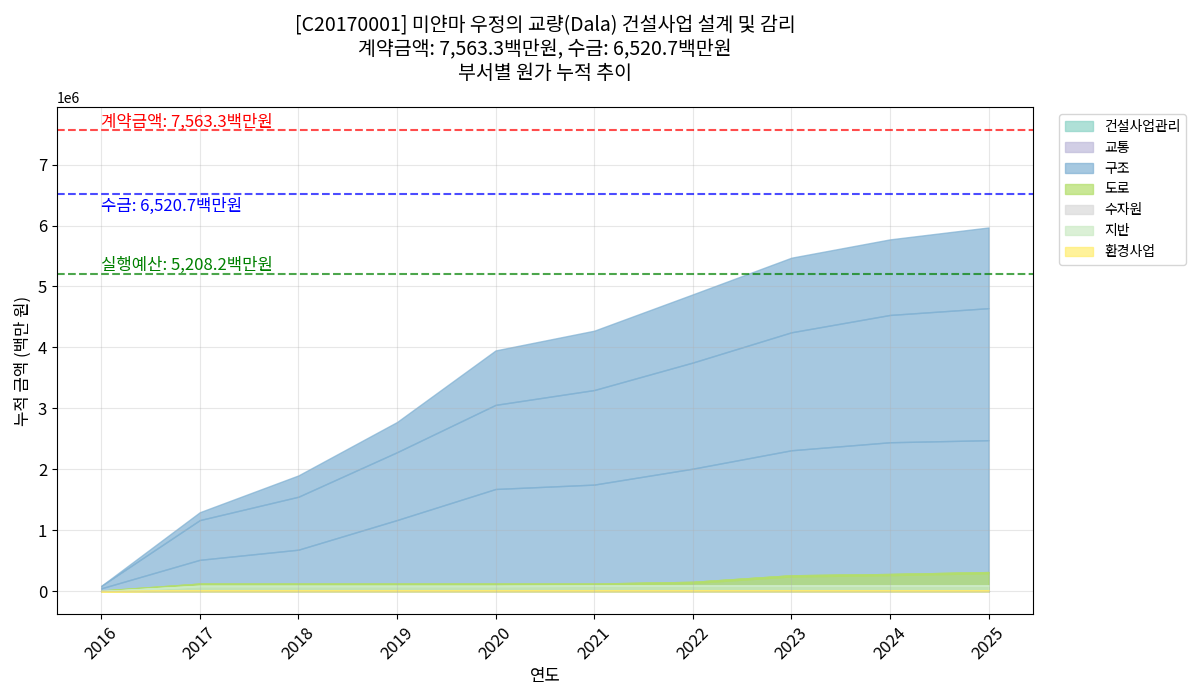 [C20170001] 미얀마 우정의 교량(Dala) 건설사업 설계 및 감리
계약금액: 7,563.3백만원, 수금: 6,520.7백만원
부서별 원가 누적 추이
1e6
계약금액: 7,563.3백만원
수금: 6,520.7백만원
실행예산: 5,208.2백만원
7
6
5
4
3
2
1
0
누적 금액 (백만 원)
2016
2017
2018
2019
2020
2021
2022
2023
2024
2025
연도
건설사업관리
교통
구조
도로
수자원
지반
환경사업